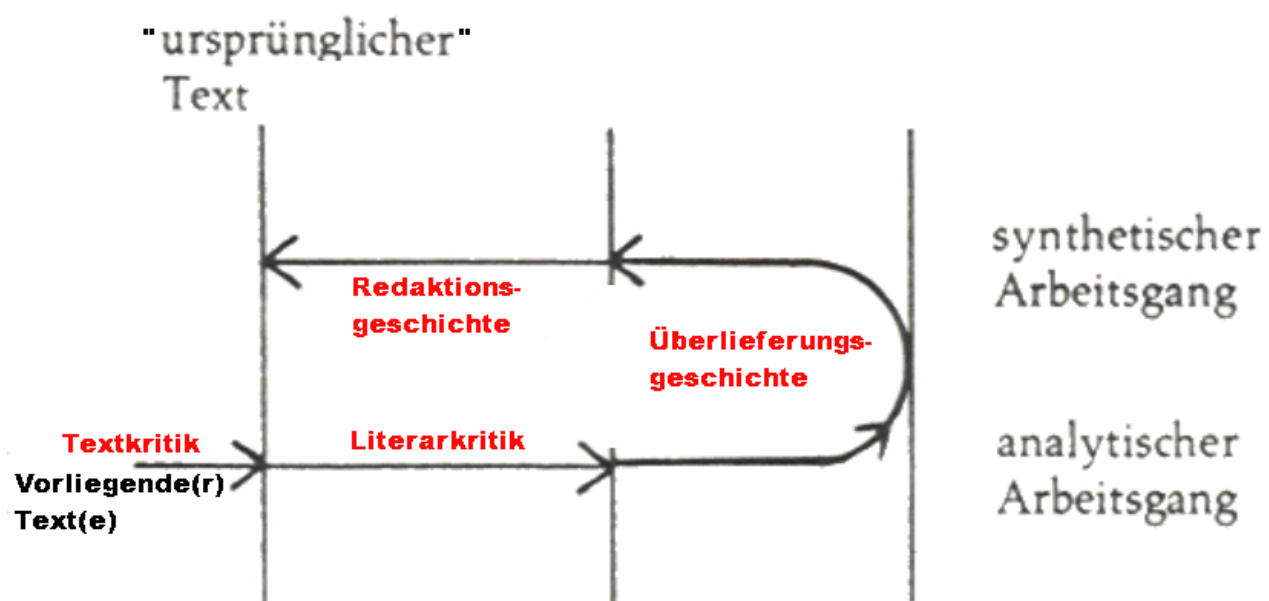 "ursprünglicher"
Text
synthetischer
Arbeitsgang
Redaktions-
geschichte
Überlieferungs-
geschichte
Textkritik
Literarkritik
analytischer
Arbeitsgang
Vorliegende(r)
Text(e)